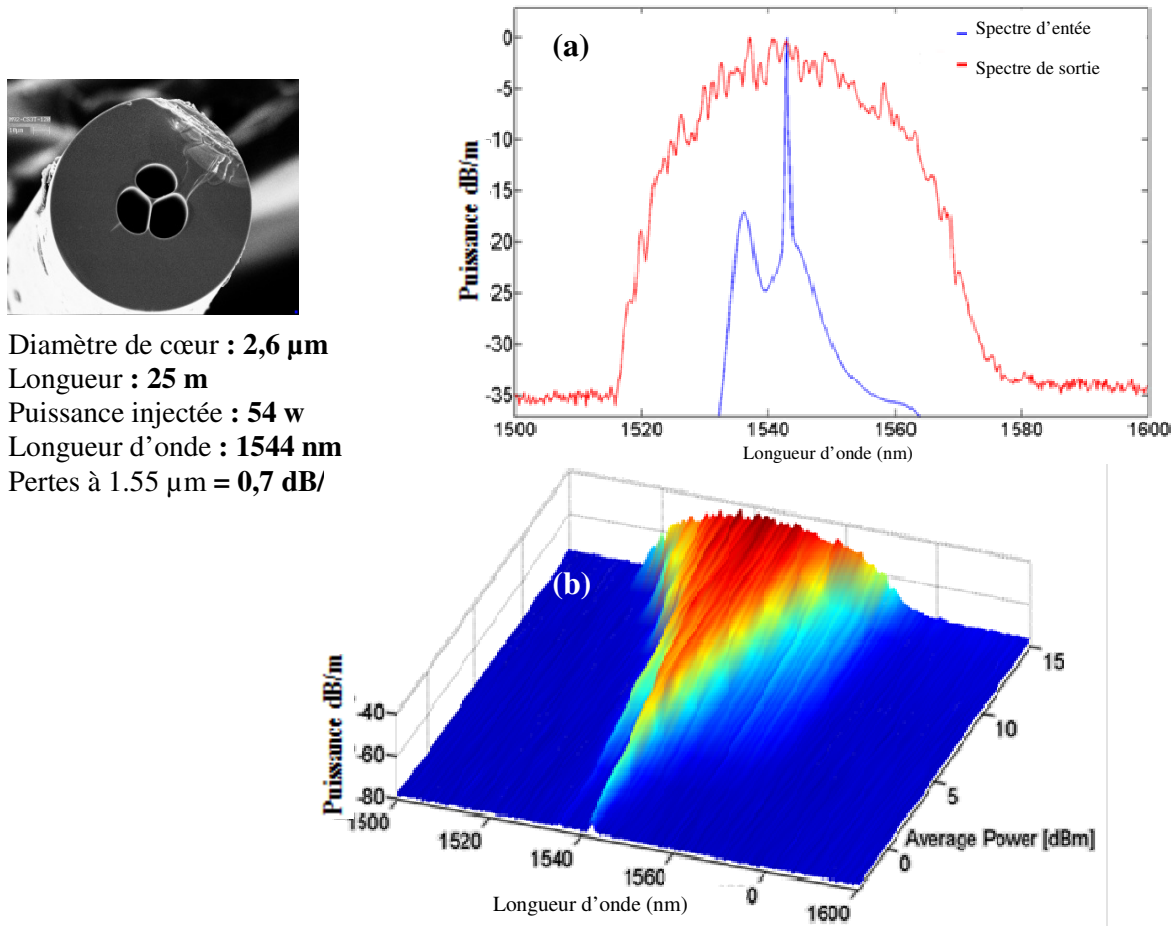 (a)
Spectre d'entée
Spectre de sortie
0
-5
-10
-15
-20
-25
-30
-35
Puissance dB/m
1500
1520
1540
1560
1580
1600
Longueur d'onde (nm)
Diamètre de cœur : 2,6 µm
Longueur : 25 m
Puissance injectée : 54 w
Longueur d'onde : 1544 nm
Pertes à 1.55 µm = 0,7 dB/
(b)
Puissance dB/m
-40
-60
-80
1500
1520
1540
1560
0
1600
Longueur d'onde (nm)
0
5
10
15
Average Power [dBm]